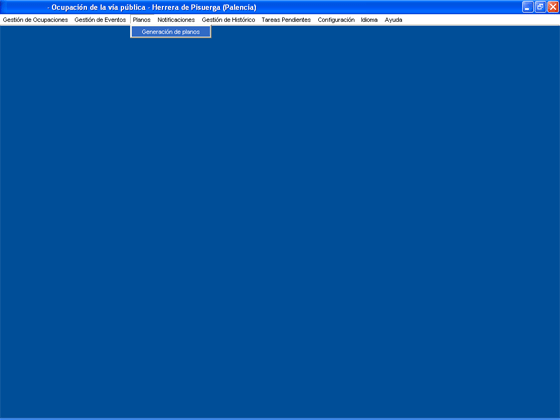 - Ocupación de la vía pública - Herrera de Pisuerga (Palencia)
Gestión de Ocupaciones Gestión de Eventos Planos Notificaciones Gestión de Histórico Tareas Pendientes Configuración Idioma Ayuda
Generación de planos